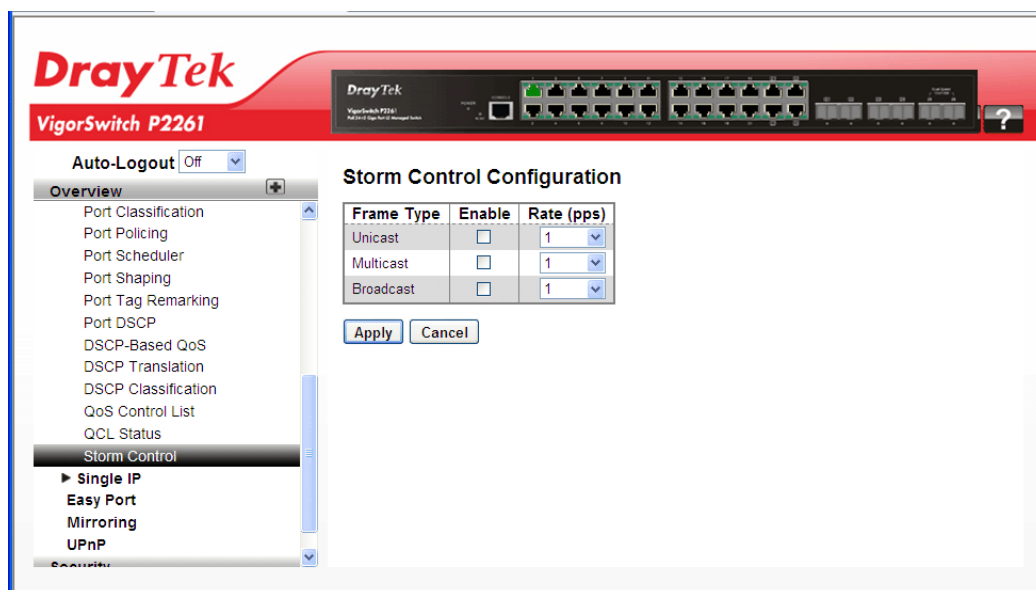 DrayTek
VigorSwitch P2261
DrayTek
VigorSwitch P2261
Auto-Logout Off
Overview
Port Classification
Port Policing
Port Scheduler
Port Shaping
Port Tag Remarking
Port DSCP
DSCP-Based QoS
DSCP Translation
DSCP Classification
QoS Control List
QCL Status
Storm Control
Single IP
Easy Port
Mirroring
UPnP
Security
?
Storm Control Configuration
Frame Type Enable Rate (pps)
Unicast 1
Multicast 1
Broadcast 1
Apply Cancel